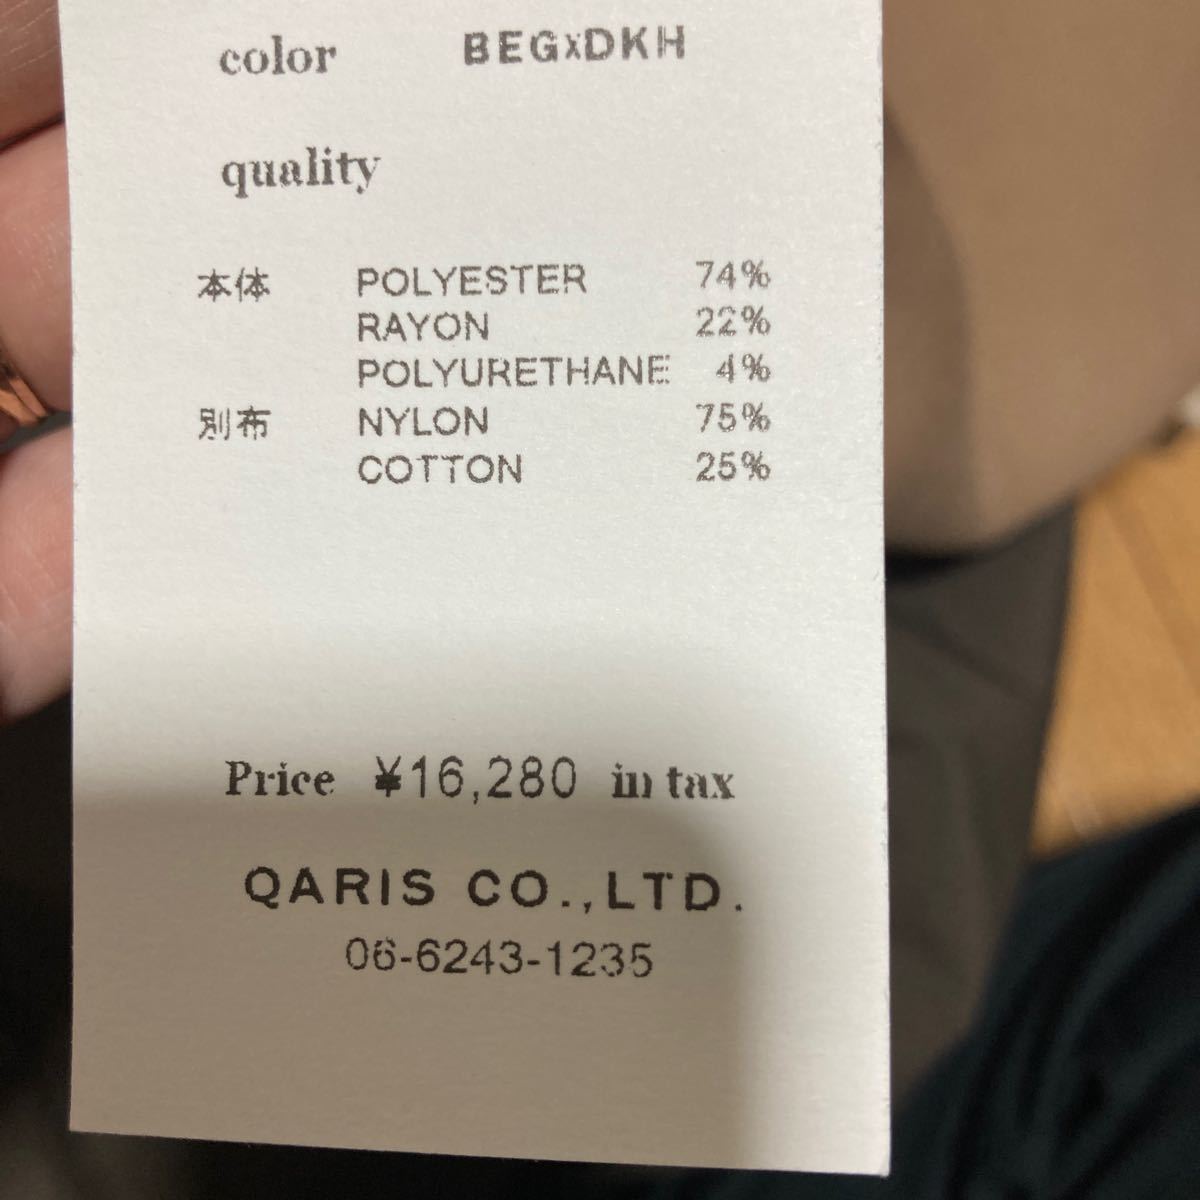 color BEGxDKH
quality
本体 POLYESTER 74%
RAYON 22%
POLYURETHANE 4%
別布 NYLON 75%
COTTON 25%
Price ¥16,280 in tax
QARIS CO.,LTD.
06-6243-1235